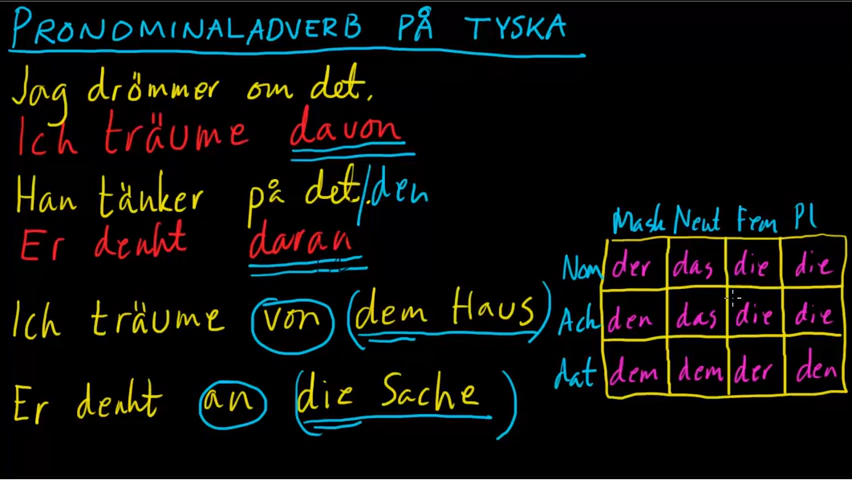 PRONOMINALADVERB PÅ TYSKA
Jag drömmer om det.
Ich träume davon
Han tänker på det/den
Er denkt daran
Ich träume von (dem Haus)
Er denkt an (die Sache)
Mask Neut Fem Pl
Nom der das die die
Ack den das die die
Dat dem dem der den